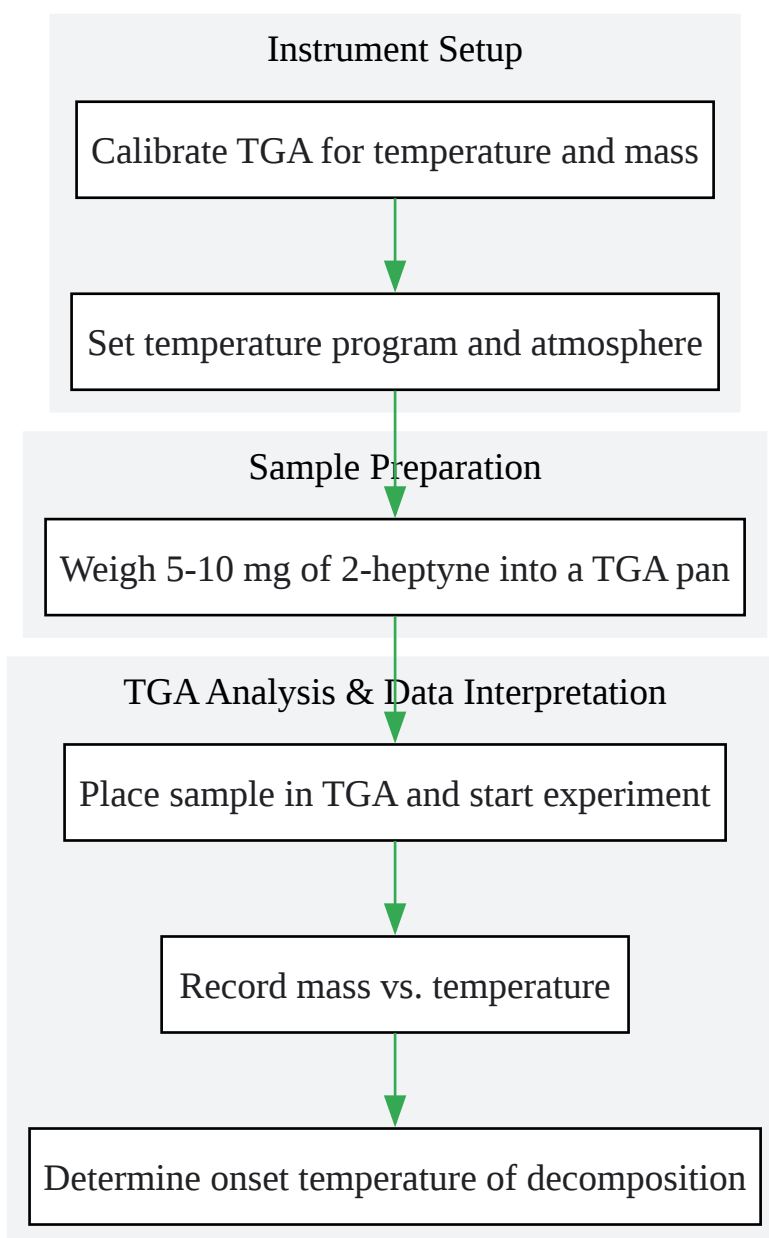 Instrument Setup
Calibrate TGA for temperature and mass
Set temperature program and atmosphere
Sample Preparation
Weigh 5-10 mg of 2-heptyne into a TGA pan
TGA Analysis & Data Interpretation
Place sample in TGA and start experiment
Record mass vs. temperature
Determine onset temperature of decomposition